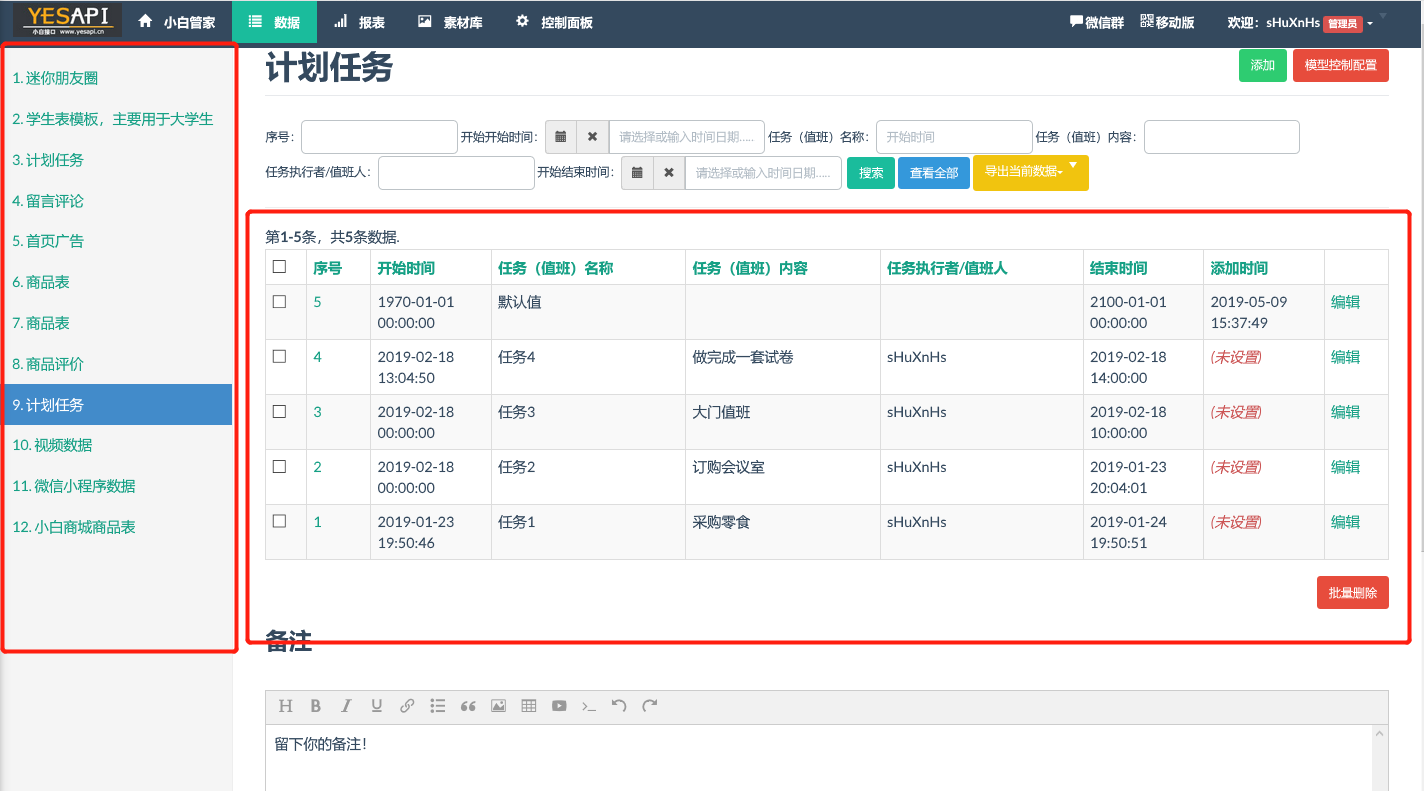 YESAPI
小白接口 www.yesapi.cn
小白管家 数据 报表 素材库 控制面板 微信群 移动版 欢迎：sHuXnHs 管理员
1. 迷你朋友圈
2. 学生表模板，主要用于大学生
3. 计划任务
4. 留言评论
5. 首页广告
6. 商品表
7. 商品表
8. 商品评价
9. 计划任务
10. 视频数据
11. 微信小程序数据
12. 小白商城商品表
计划任务 添加 模型控制配置
序号： 开始开始时间： 请选择或输入时间日期..... 任务（值班）名称： 开始时间 任务（值班）内容：
任务执行者/值班人： 开始结束时间： 请选择或输入时间日期..... 搜索 查看全部 导出当前数据
第1-5条，共5条数据.
序号 开始时间 任务（值班）名称 任务（值班）内容 任务执行者/值班人 结束时间 添加时间
5 1970-01-01 默认值 2100-01-01 2019-05-09 编辑
00:00:00 00:00:00 15:37:49
4 2019-02-18 任务4 做完成一套试卷 sHuXnHs 2019-02-18 (未设置) 编辑
13:04:50 14:00:00
3 2019-02-18 任务3 大门值班 sHuXnHs 2019-02-18 (未设置) 编辑
00:00:00 10:00:00
2 2019-02-18 任务2 订购会议室 sHuXnHs 2019-01-23 (未设置) 编辑
00:00:00 20:04:01
1 2019-01-23 任务1 采购零食 sHuXnHs 2019-01-24 (未设置) 编辑
19:50:46 19:50:51
批量删除
备注
H B I U
留下你的备注！